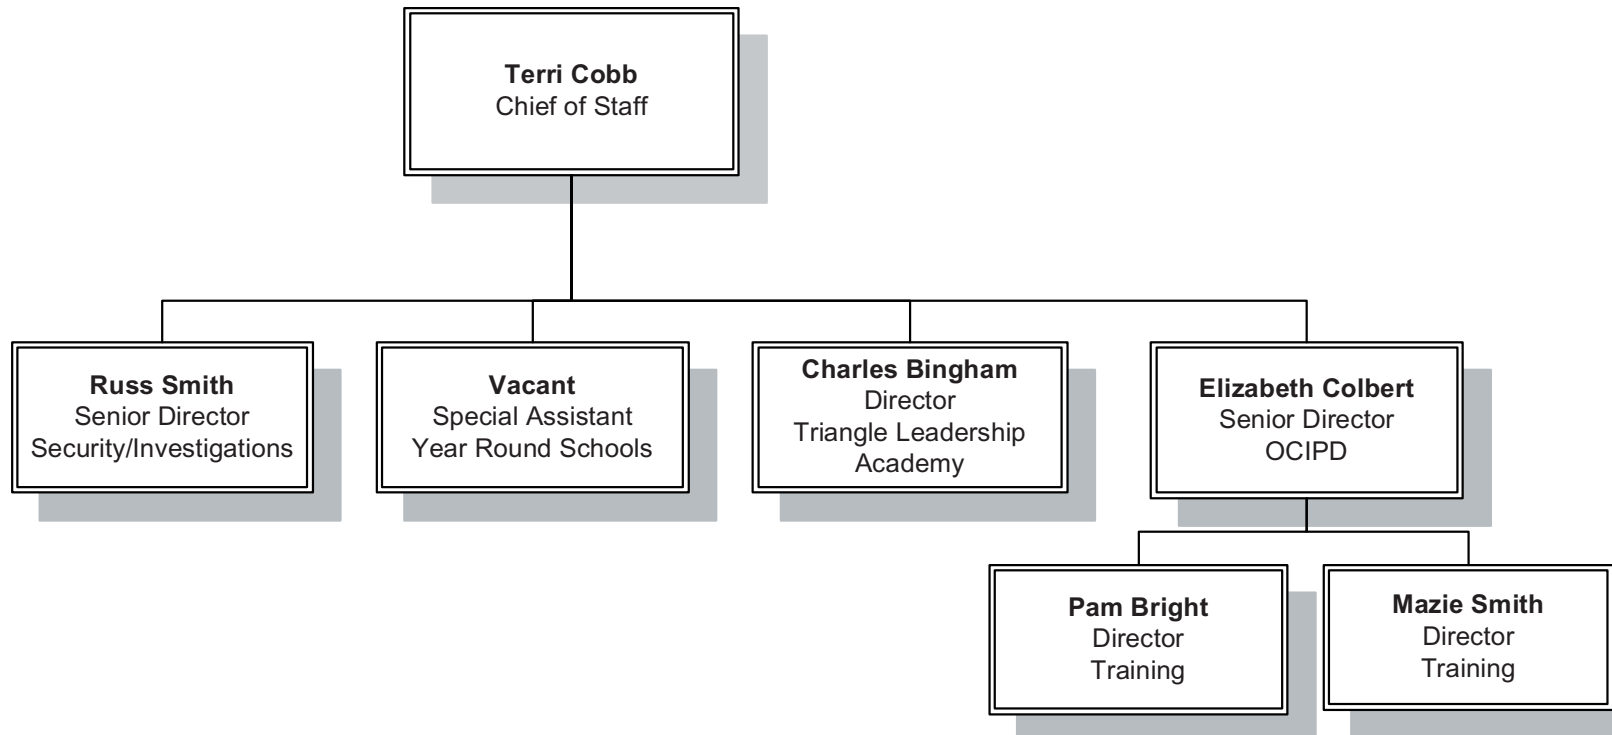 Terri Cobb
Chief of Staff
Russ Smith
Senior Director
Security/Investigations
Vacant
Special Assistant
Year Round Schools
Charles Bingham
Director
Triangle Leadership
Academy
Elizabeth Colbert
Senior Director
OCIPD
Pam Bright
Director
Training
Mazie Smith
Director
Training